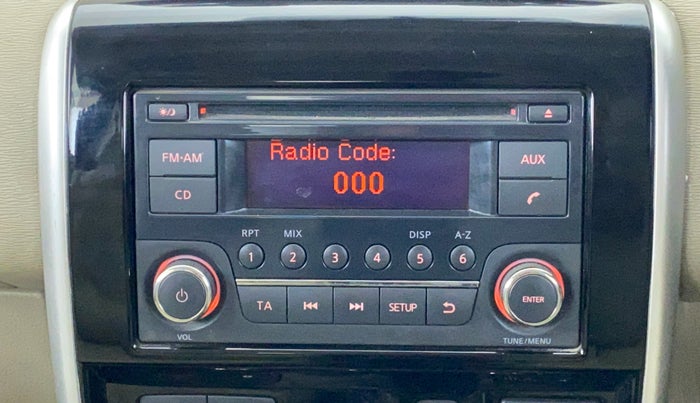 Radio Code:
000
FM·AM
AUX
CD
RPT MIX DISP A-Z
1 2 3 4 5 6
TA SETUP ENTER
VOL TUNE/MENU